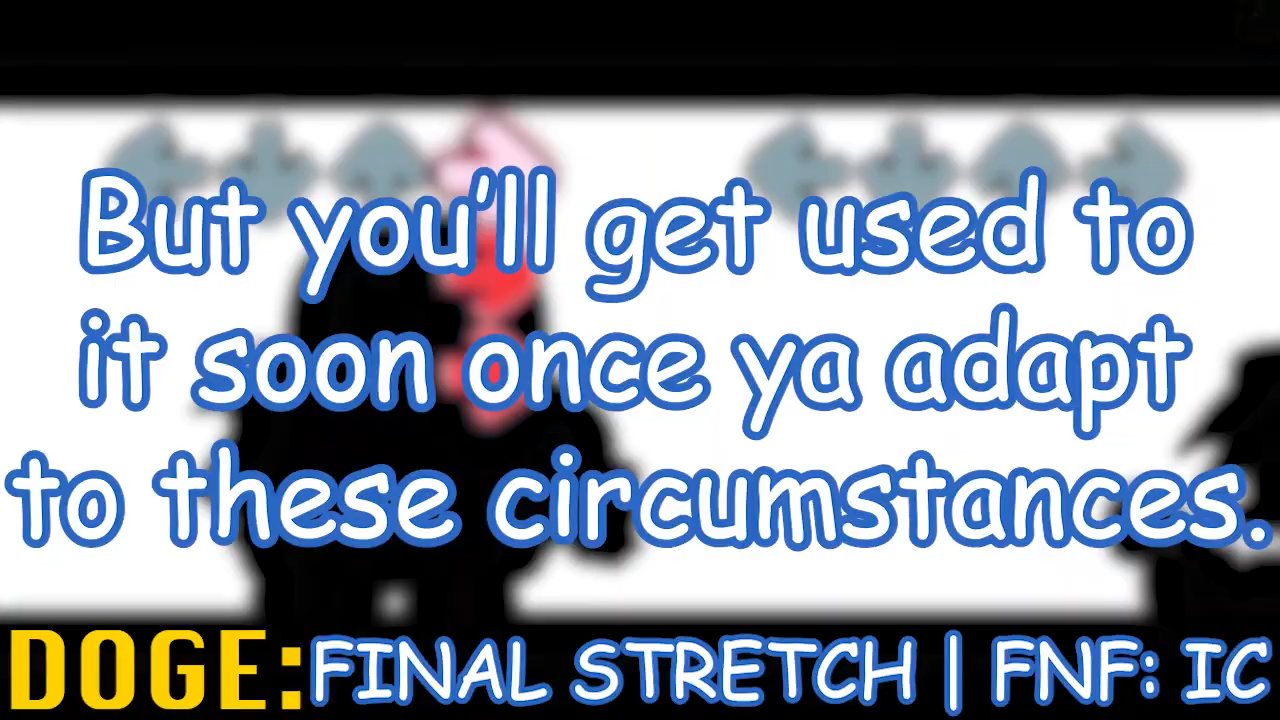 But you'll get used to
it soon once ya adapt
to these circumstances.
DOGE: FINAL STRETCH | FNF: IC